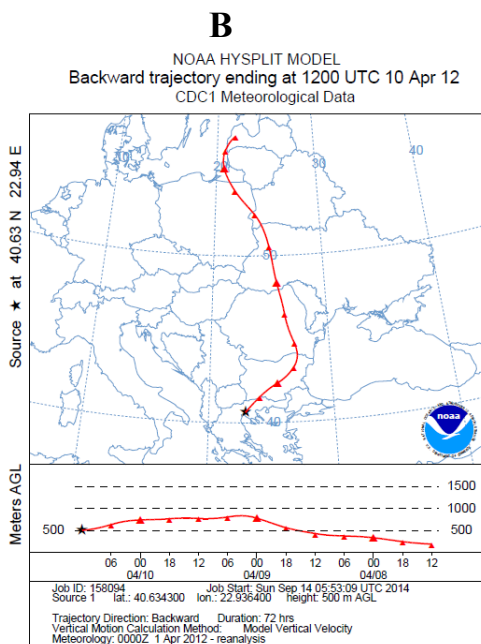 B
NOAA HYSPLIT MODEL
Backward trajectory ending at 1200 UTC 10 Apr 12
CDC1 Meteorological Data
Source ★ at 40.63 N 22.94 E
10 20 30 40
50
40
noaa
Meters AGL
1500
1000
500 500
06 00 18 12 06 00 18 12 06 00 18 12
04/10 04/09 04/08
Job ID: 158094 Job Start: Sun Sep 14 05:53:09 UTC 2014
Source 1 lat.: 40.634300 lon.: 22.936400 height: 500 m AGL
Trajectory Direction: Backward Duration: 72 hrs
Vertical Motion Calculation Method: Model Vertical Velocity
Meteorology: 0000Z 1 Apr 2012 - reanalysis